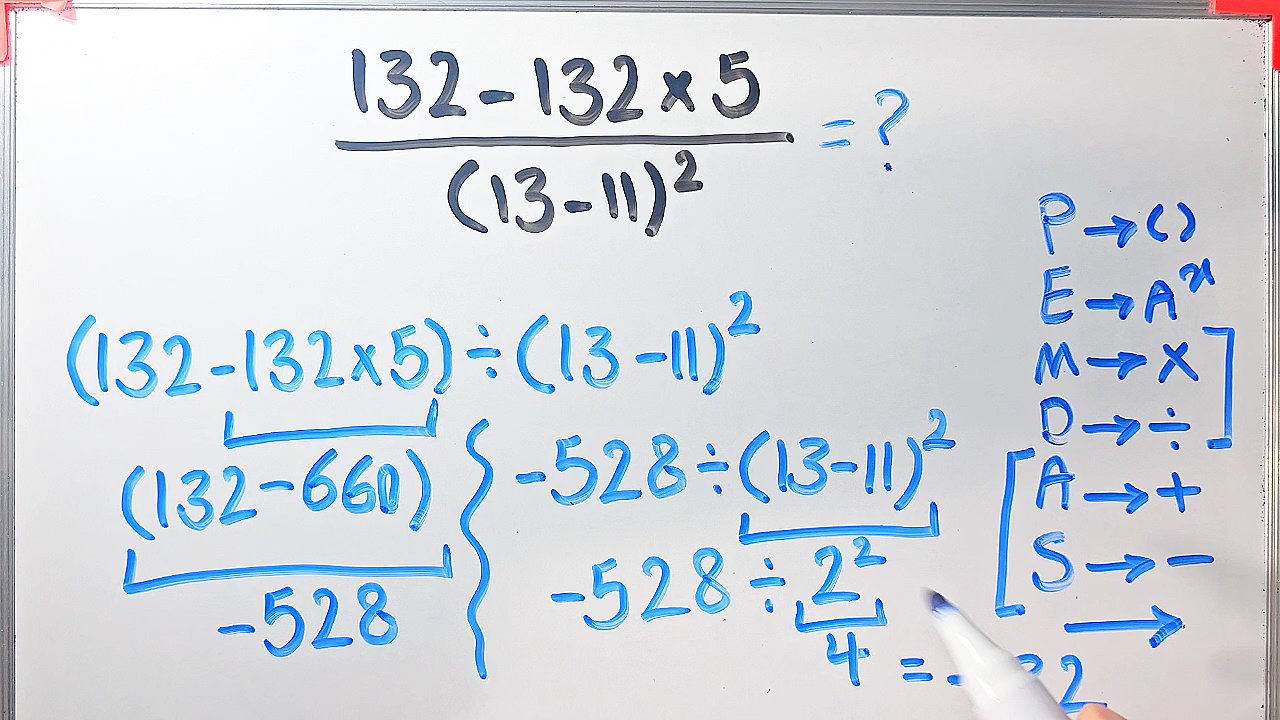 132 - 132 × 5
(13 - 11)² = ?
(132 - 132 × 5) ÷ (13 - 11)²
(132 - 660)
-528
-528 ÷ (13 - 11)²
-528 ÷ 2²
4 = -
P → ()
E → Aˣ
M → ×
D → ÷
A → +
S → -
→